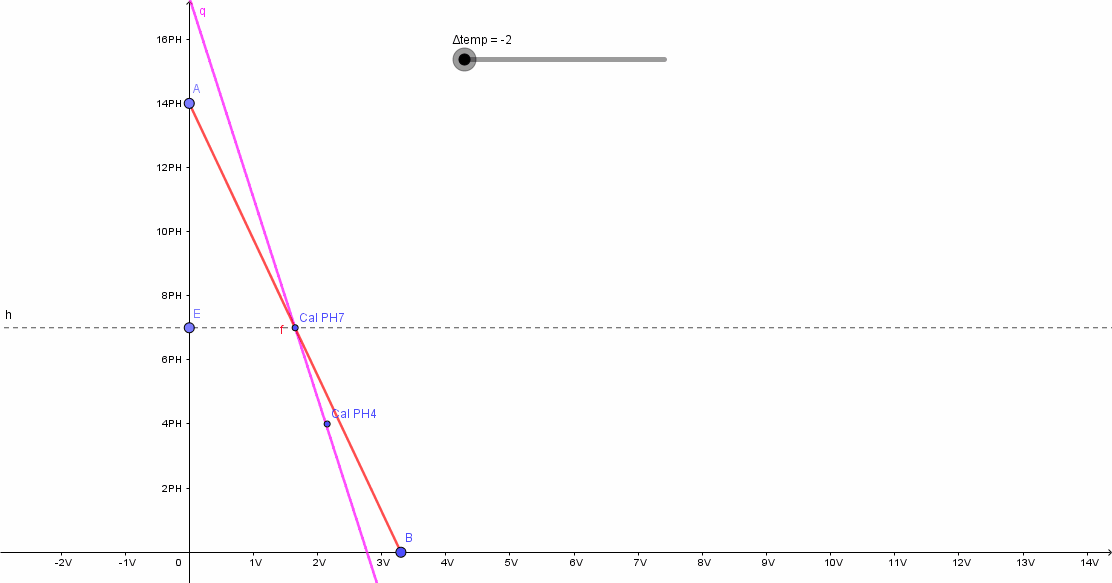 q
Δtemp = -2
16PH
A
14PH
12PH
10PH
8PH
E
h
Cal PH7
f
6PH
Cal PH4
4PH
2PH
B
-2V -1V 0 1V 2V 3V 4V 5V 6V 7V 8V 9V 10V 11V 12V 13V 14V